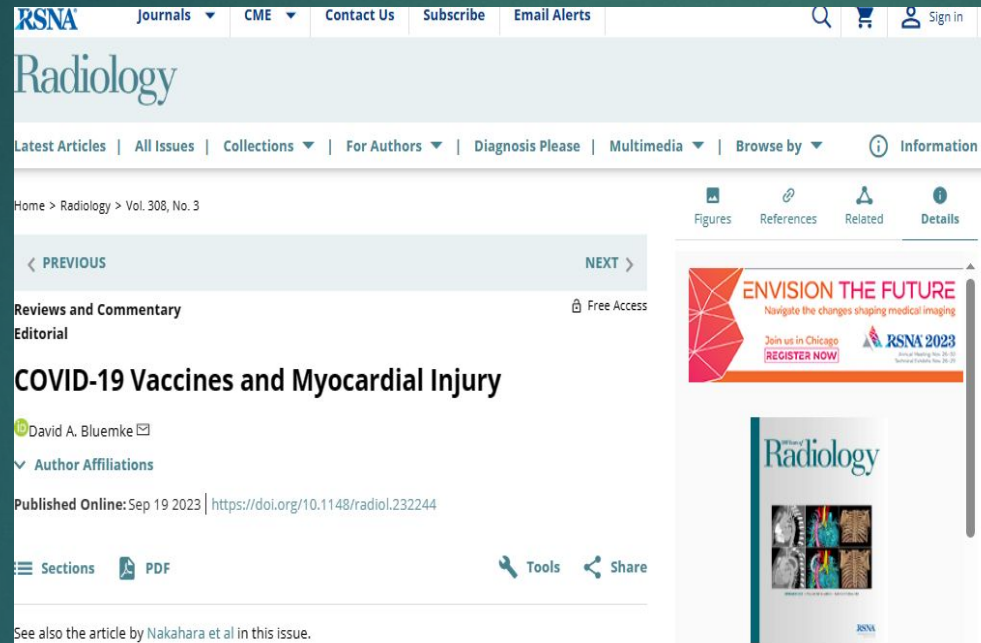 RSNA
Journals CME Contact Us Subscribe Email Alerts
Sign in
Radiology
Latest Articles | All Issues | Collections | For Authors | Diagnosis Please | Multimedia | Browse by
Information
Home > Radiology > Vol. 308, No. 3
Figures References Related Details
PREVIOUS NEXT
Reviews and Commentary
Free Access
Editorial
COVID-19 Vaccines and Myocardial Injury
iD David A. Bluemke
Author Affiliations
Published Online: Sep 19 2023 | https://doi.org/10.1148/radiol.232244
Sections PDF Tools Share
See also the article by Nakahara et al in this issue.
ENVISION THE FUTURE
Navigate the changes shaping medical imaging
Join us in Chicago
REGISTER NOW
RSNA 2023
Radiology
RSNA